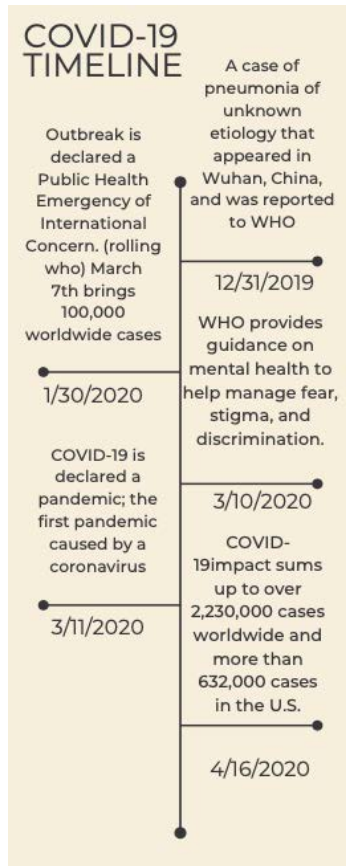 COVID-19
TIMELINE
A case of
pneumonia of
unknown
etiology that
appeared in
Wuhan, China,
and was reported
to WHO
12/31/2019
Outbreak is
declared a
Public Health
Emergency of
International
Concern. (rolling
who) March
7th brings
100,000
worldwide cases
1/30/2020
WHO provides
guidance on
mental health to
help manage fear,
stigma, and
discrimination.
3/10/2020
COVID-19 is
declared a
pandemic; the
first pandemic
caused by a
coronavirus
3/11/2020
COVID-
19impact sums
up to over
2,230,000 cases
worldwide and
more than
632,000 cases
in the U.S.
4/16/2020